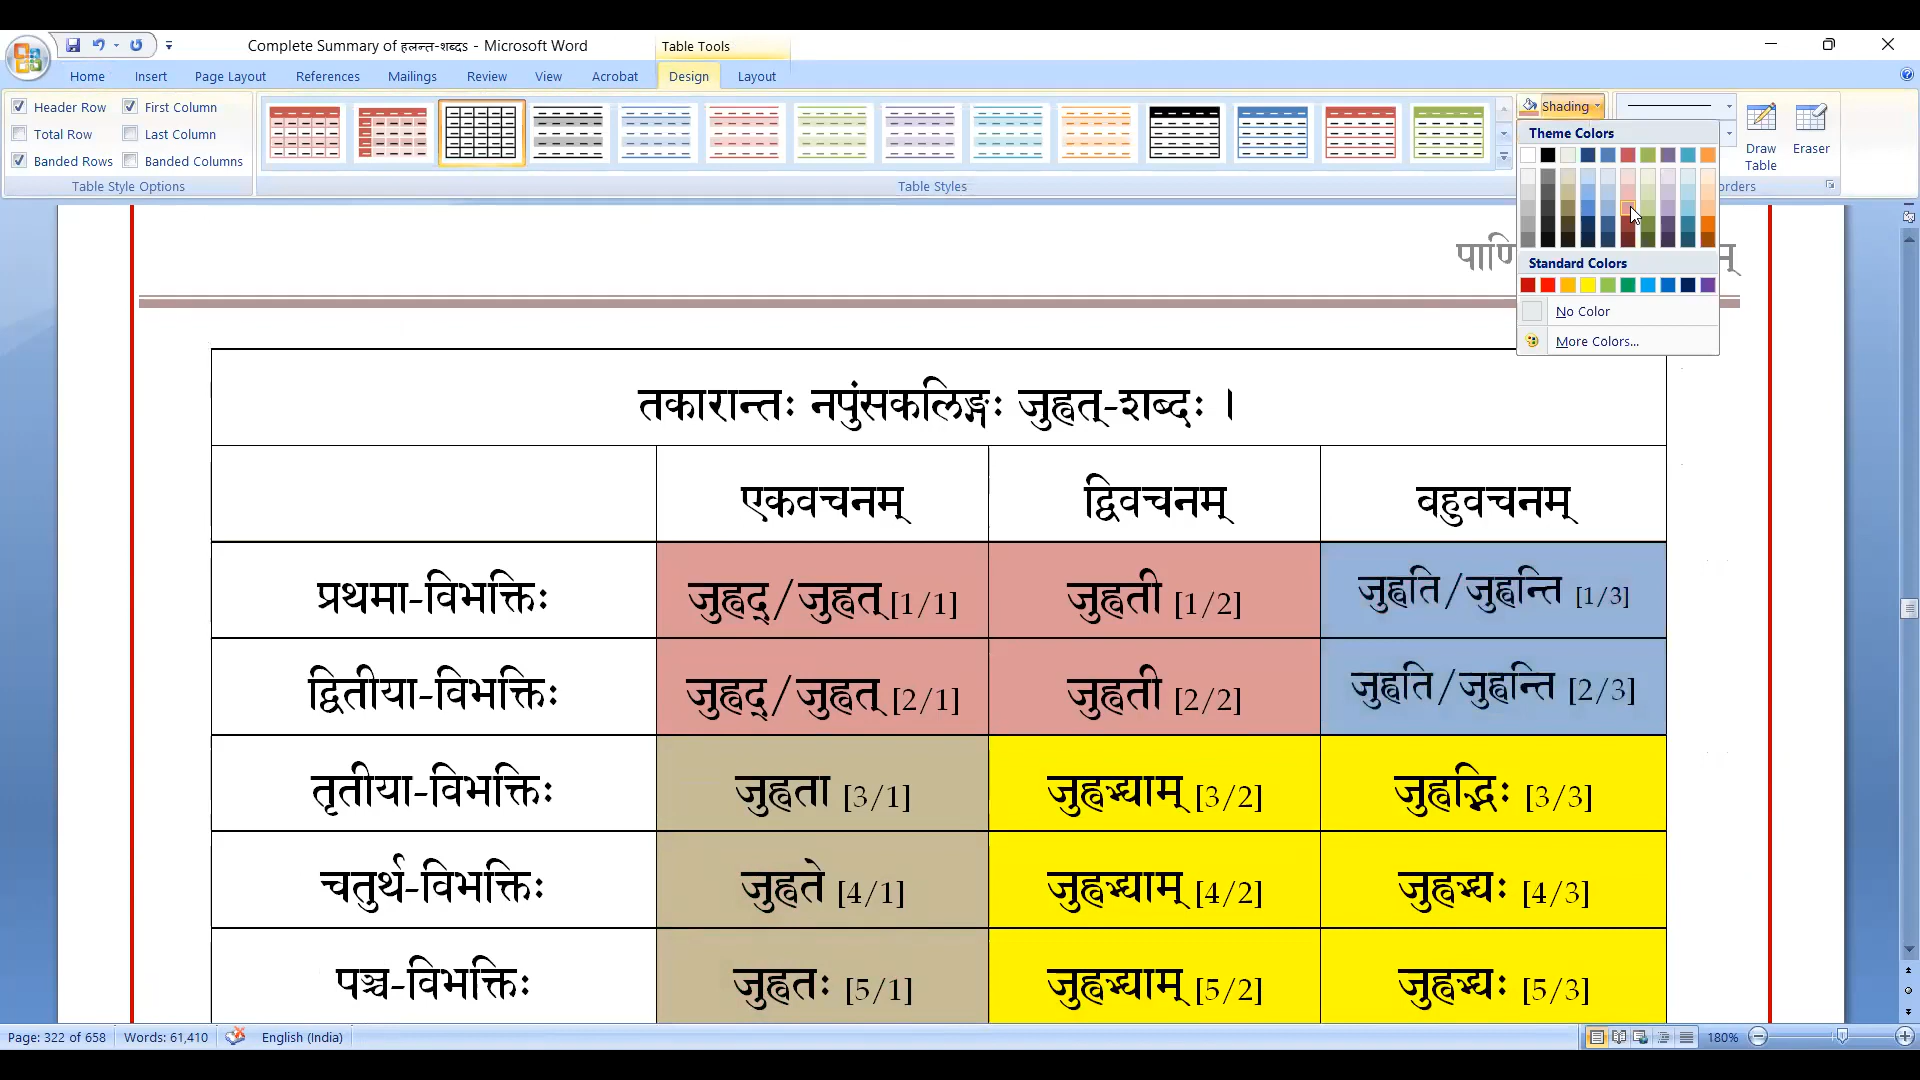 Complete Summary of हलन्त-शब्दs - Microsoft Word
Table Tools
Home Insert Page Layout References Mailings Review View Acrobat Design Layout
Header Row First Column Shading
Total Row Last Column
Banded Rows Banded Columns
Draw Table Eraser
Table Style Options Table Styles
Theme Colors
Standard Colors
No Color
More Colors...
तकारान्तः नपुंसकलिङ्गः जुह्वत्-शब्दः ।
एकवचनम् द्विवचनम् वहुवचनम्
प्रथमा-विभक्तिः जुह्वद्/जुह्वत् [1/1] जुह्वती [1/2] जुह्वति/जुह्वन्ति [1/3]
द्वितीया-विभक्तिः जुह्वद्/जुह्वत् [2/1] जुह्वती [2/2] जुह्वति/जुह्वन्ति [2/3]
तृतीया-विभक्तिः जुह्वता [3/1] जुह्वद्भ्याम् [3/2] जुह्वद्भिः [3/3]
चतुर्थ-विभक्तिः जुह्वते [4/1] जुह्वद्भ्याम् [4/2] जुह्वद्भ्यः [4/3]
पञ्च-विभक्तिः जुह्वतः [5/1] जुह्वद्भ्याम् [5/2] जुह्वद्भ्यः [5/3]
Page: 322 of 658 Words: 61,410 English (India) 180%